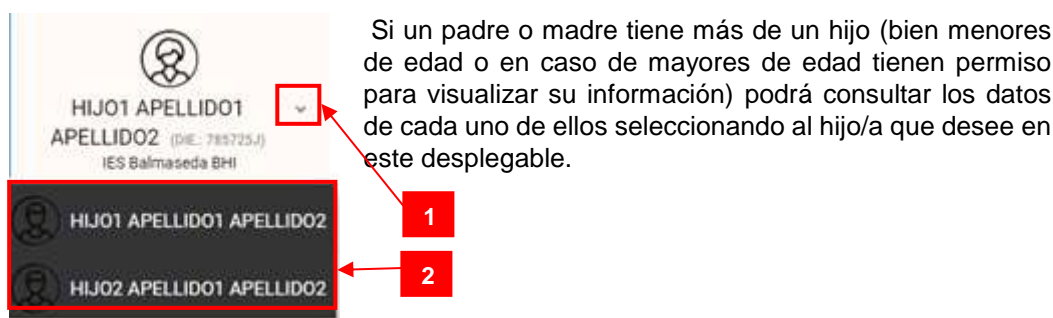 HIJO1 APELLIDO1
APELLIDO2 (DIE.: 785725J)
IES Balmaseda BHI
HIJO1 APELLIDO1 APELLIDO2
HIJO2 APELLIDO1 APELLIDO2
Si un padre o madre tiene más de un hijo (bien menores
de edad o en caso de mayores de edad tienen permiso
para visualizar su información) podrá consultar los datos
de cada uno de ellos seleccionando al hijo/a que desee en
este desplegable.
1
2